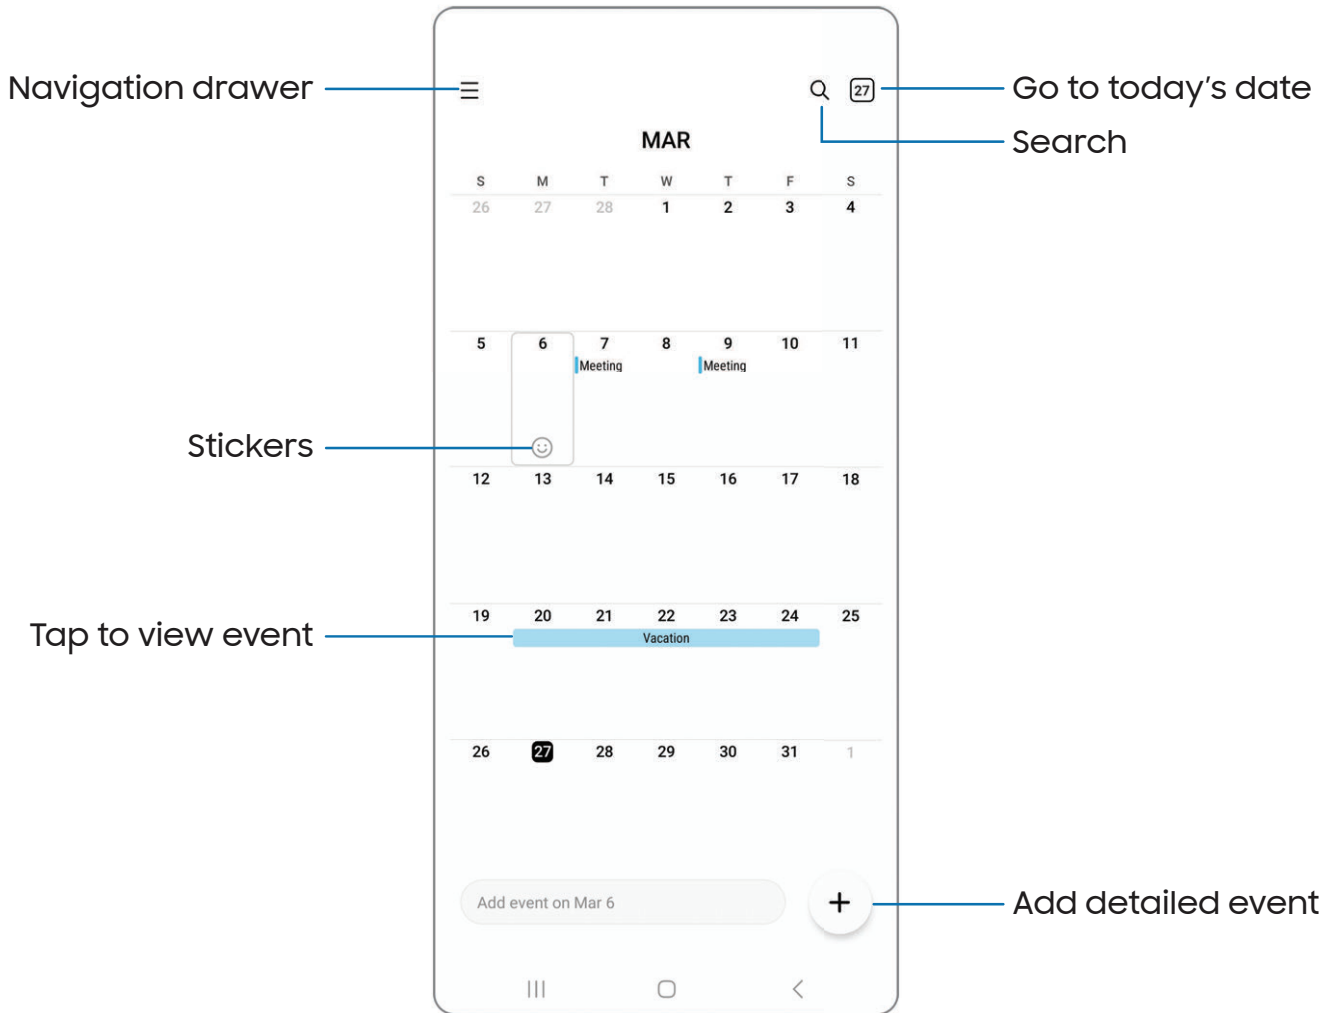 Navigation drawer
27
Go to today's date
Search
MAR
S M T W T F S
26 27 28 1 2 3 4
5 6 7 8 9 10 11
Meeting Meeting
Stickers
12 13 14 15 16 17 18
19 20 21 22 23 24 25
Tap to view event
Vacation
26 27 28 29 30 31 1
Add event on Mar 6
+
Add detailed event